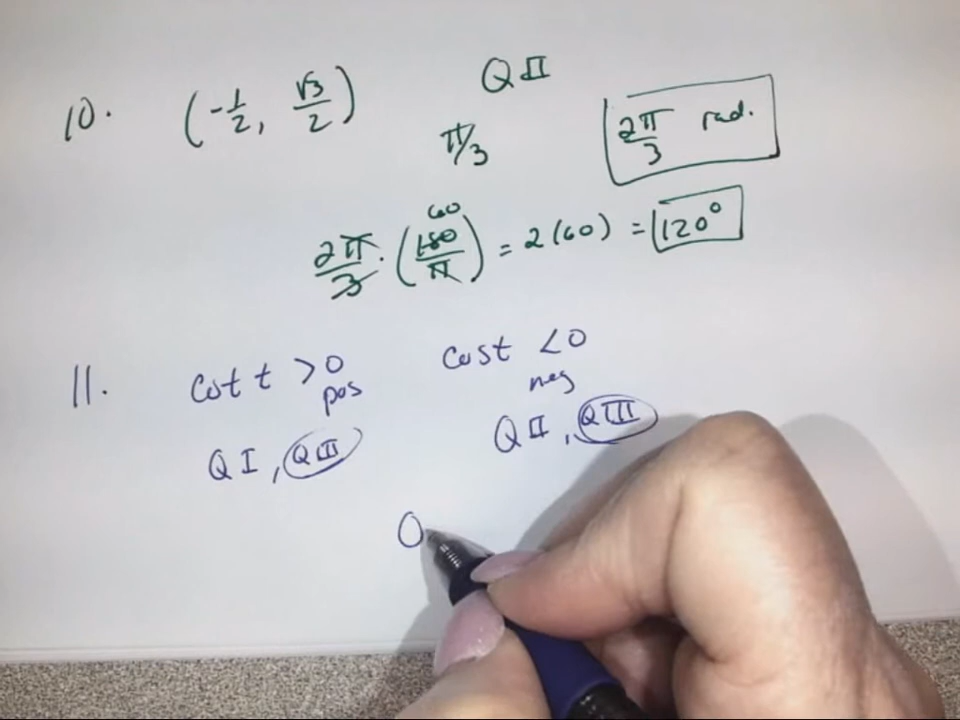 10. (-1/2, √3/2) QII
π/3 2π/3 rad.
2π/3 · (180/π) = 2(60) = 120°
60
11. cot t > 0 cost < 0
pos neg
QI, QIII QII, QIII
Q